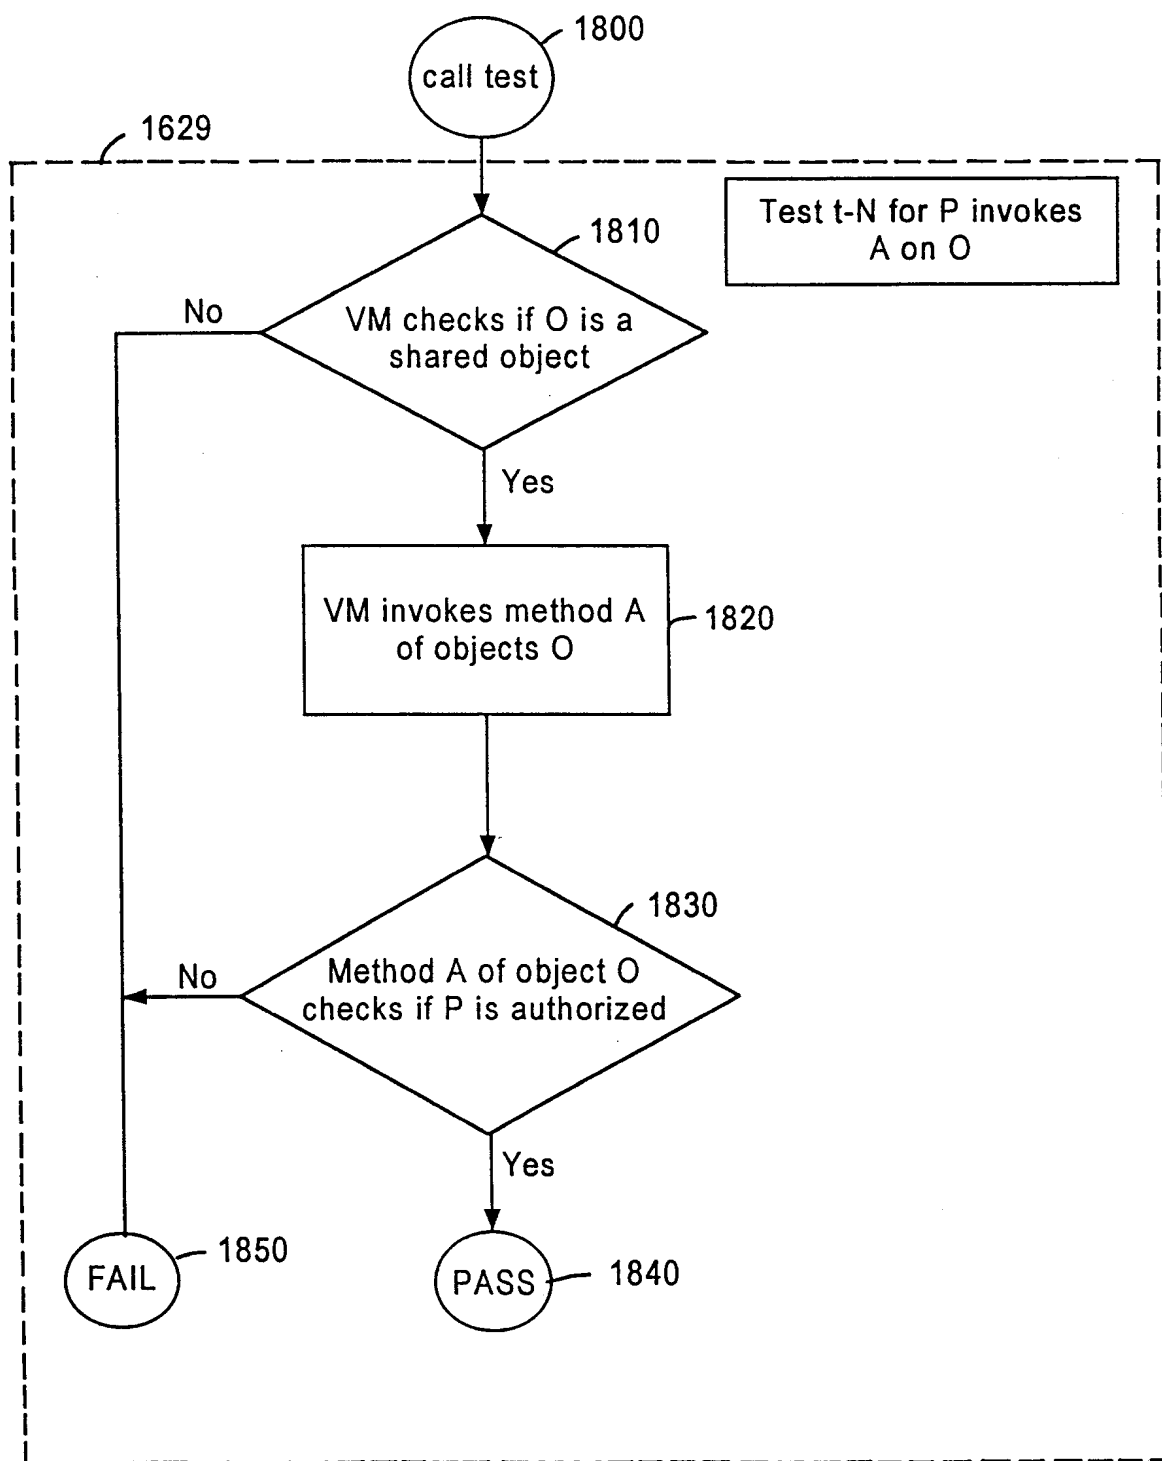 1800
call test
1629
Test t-N for P invokes
A on O
1810
No
VM checks if O is a
shared object
Yes
VM invokes method A
of objects O
1820
1830
No
Method A of object O
checks if P is authorized
Yes
FAIL
1850
PASS
1840